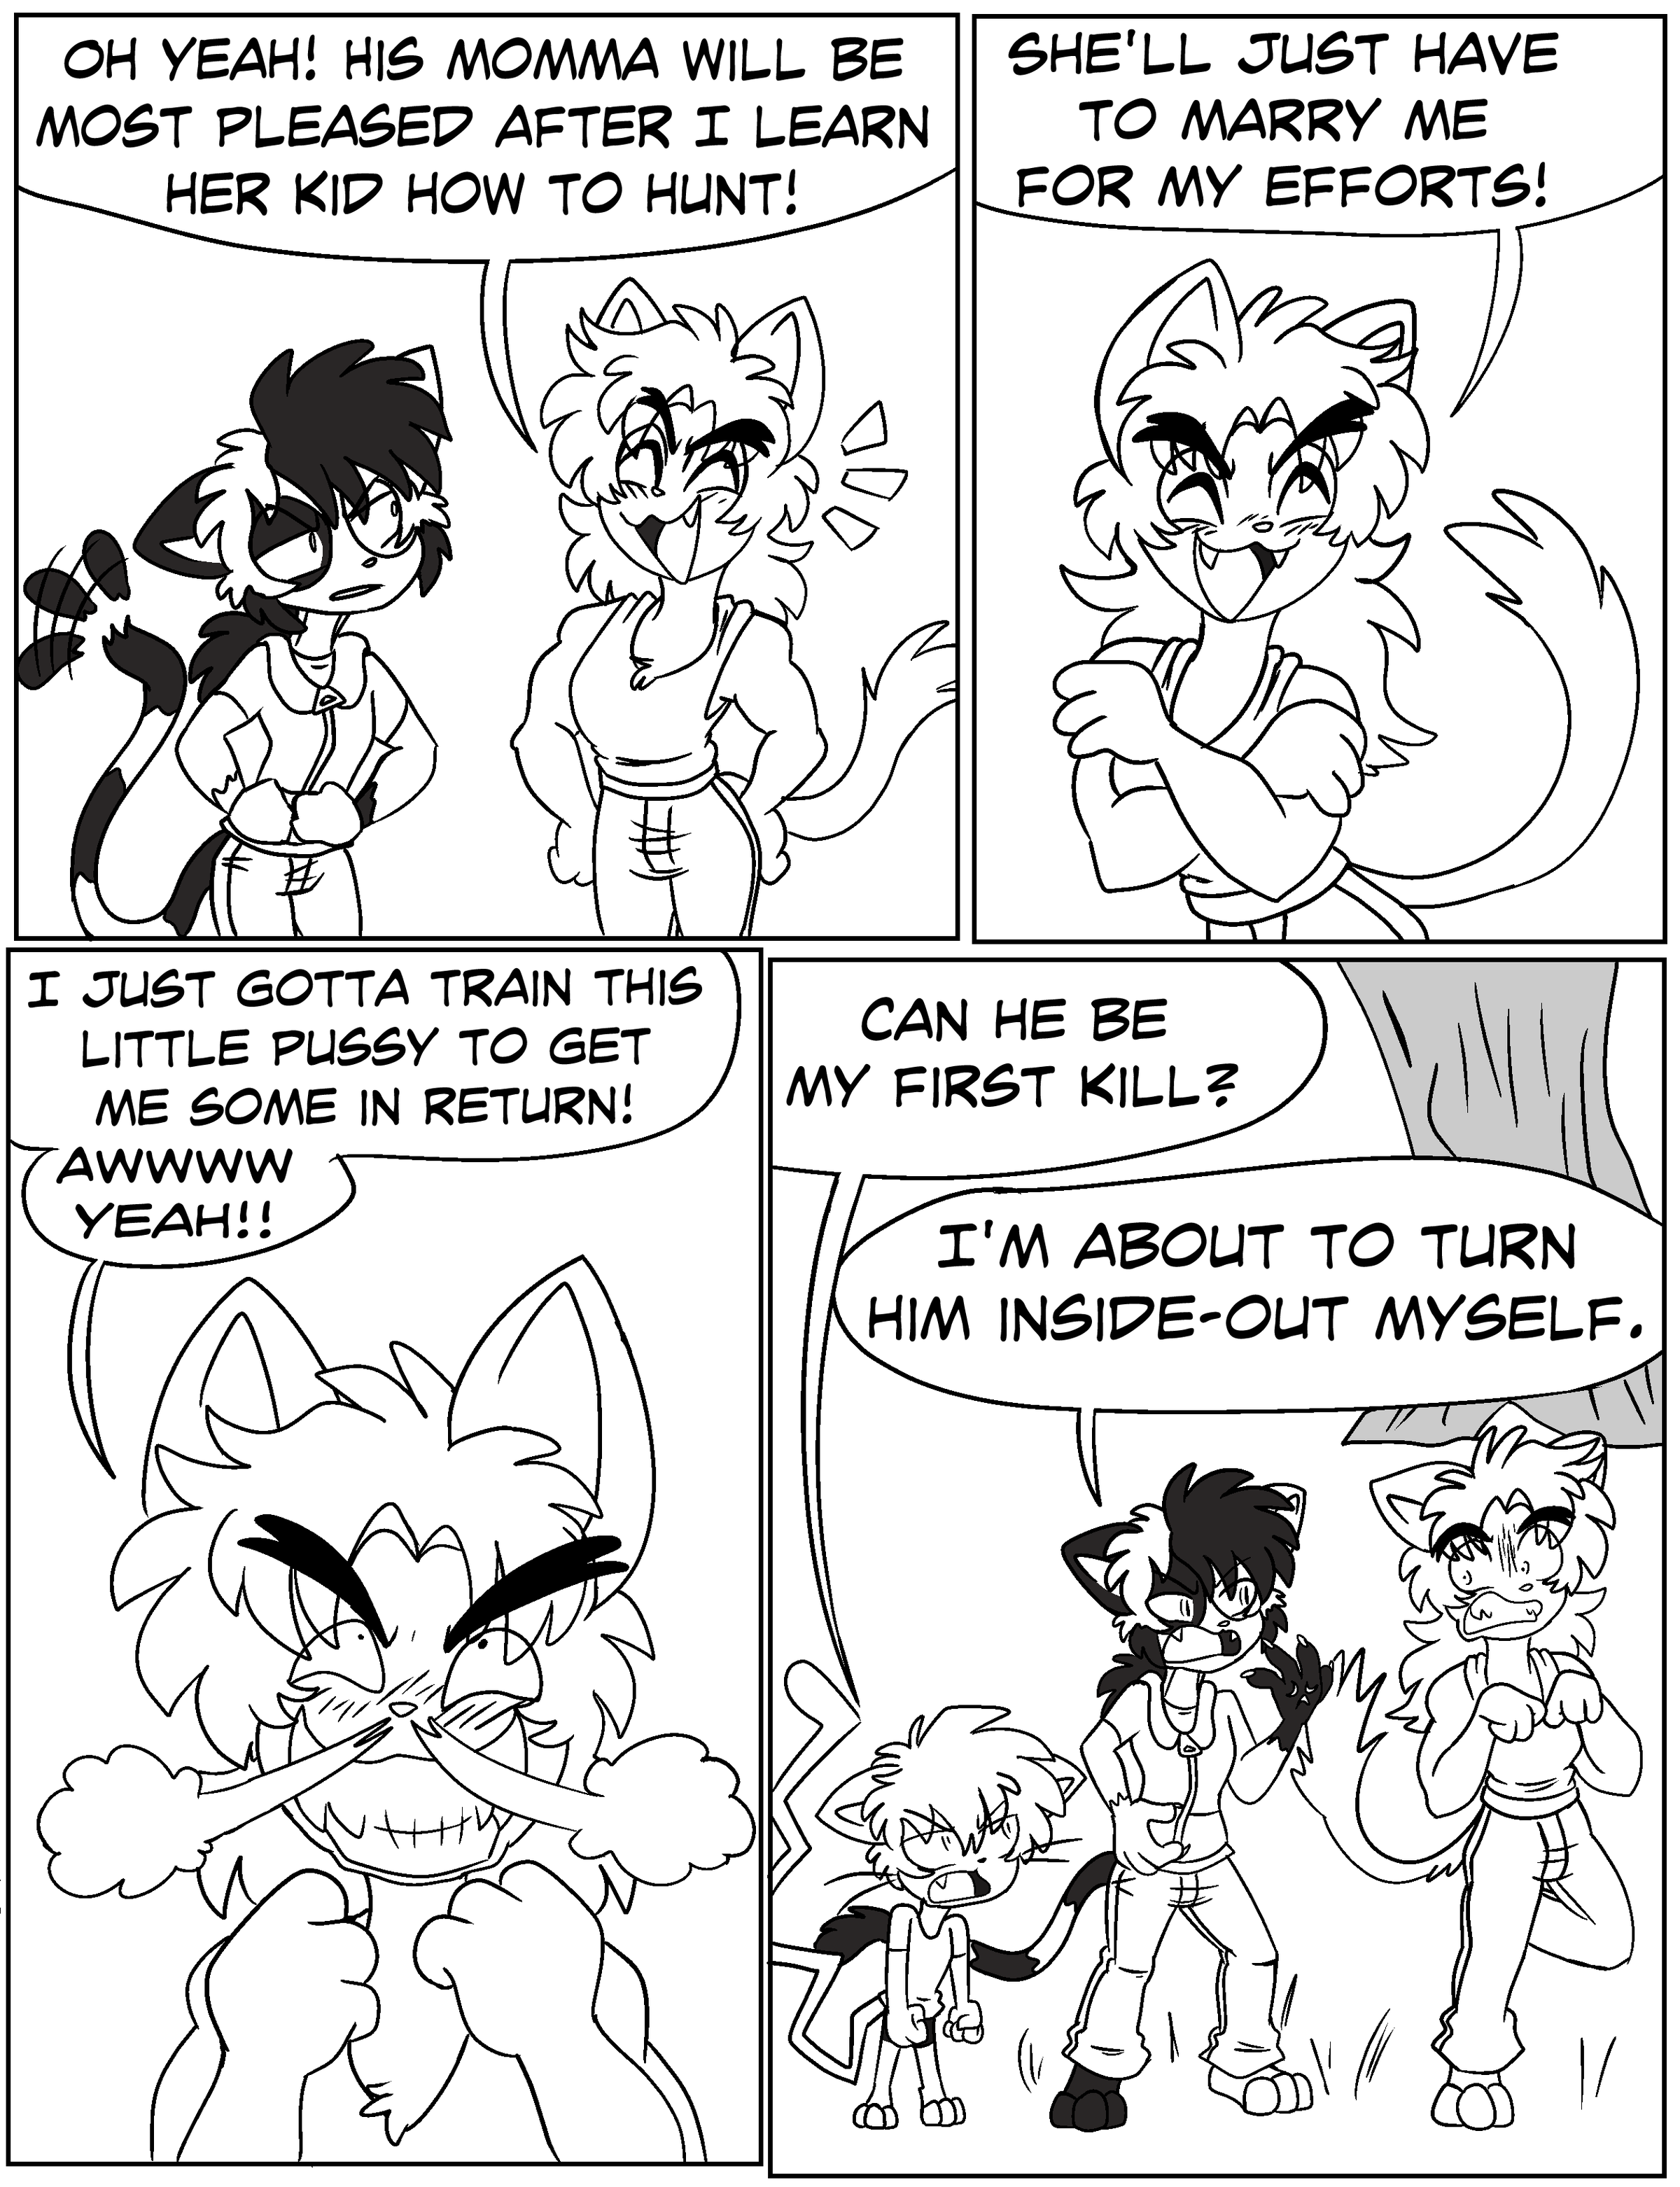 OH YEAH! HIS MOMMA WILL BE
MOST PLEASED AFTER I LEARN
HER KID HOW TO HUNT!
SHE'LL JUST HAVE
TO MARRY ME
FOR MY EFFORTS!
I JUST GOTTA TRAIN THIS
LITTLE PUSSY TO GET
ME SOME IN RETURN!
AWWWW
YEAH!!
CAN HE BE
MY FIRST KILL?
I'M ABOUT TO TURN
HIM INSIDE-OUT MYSELF.